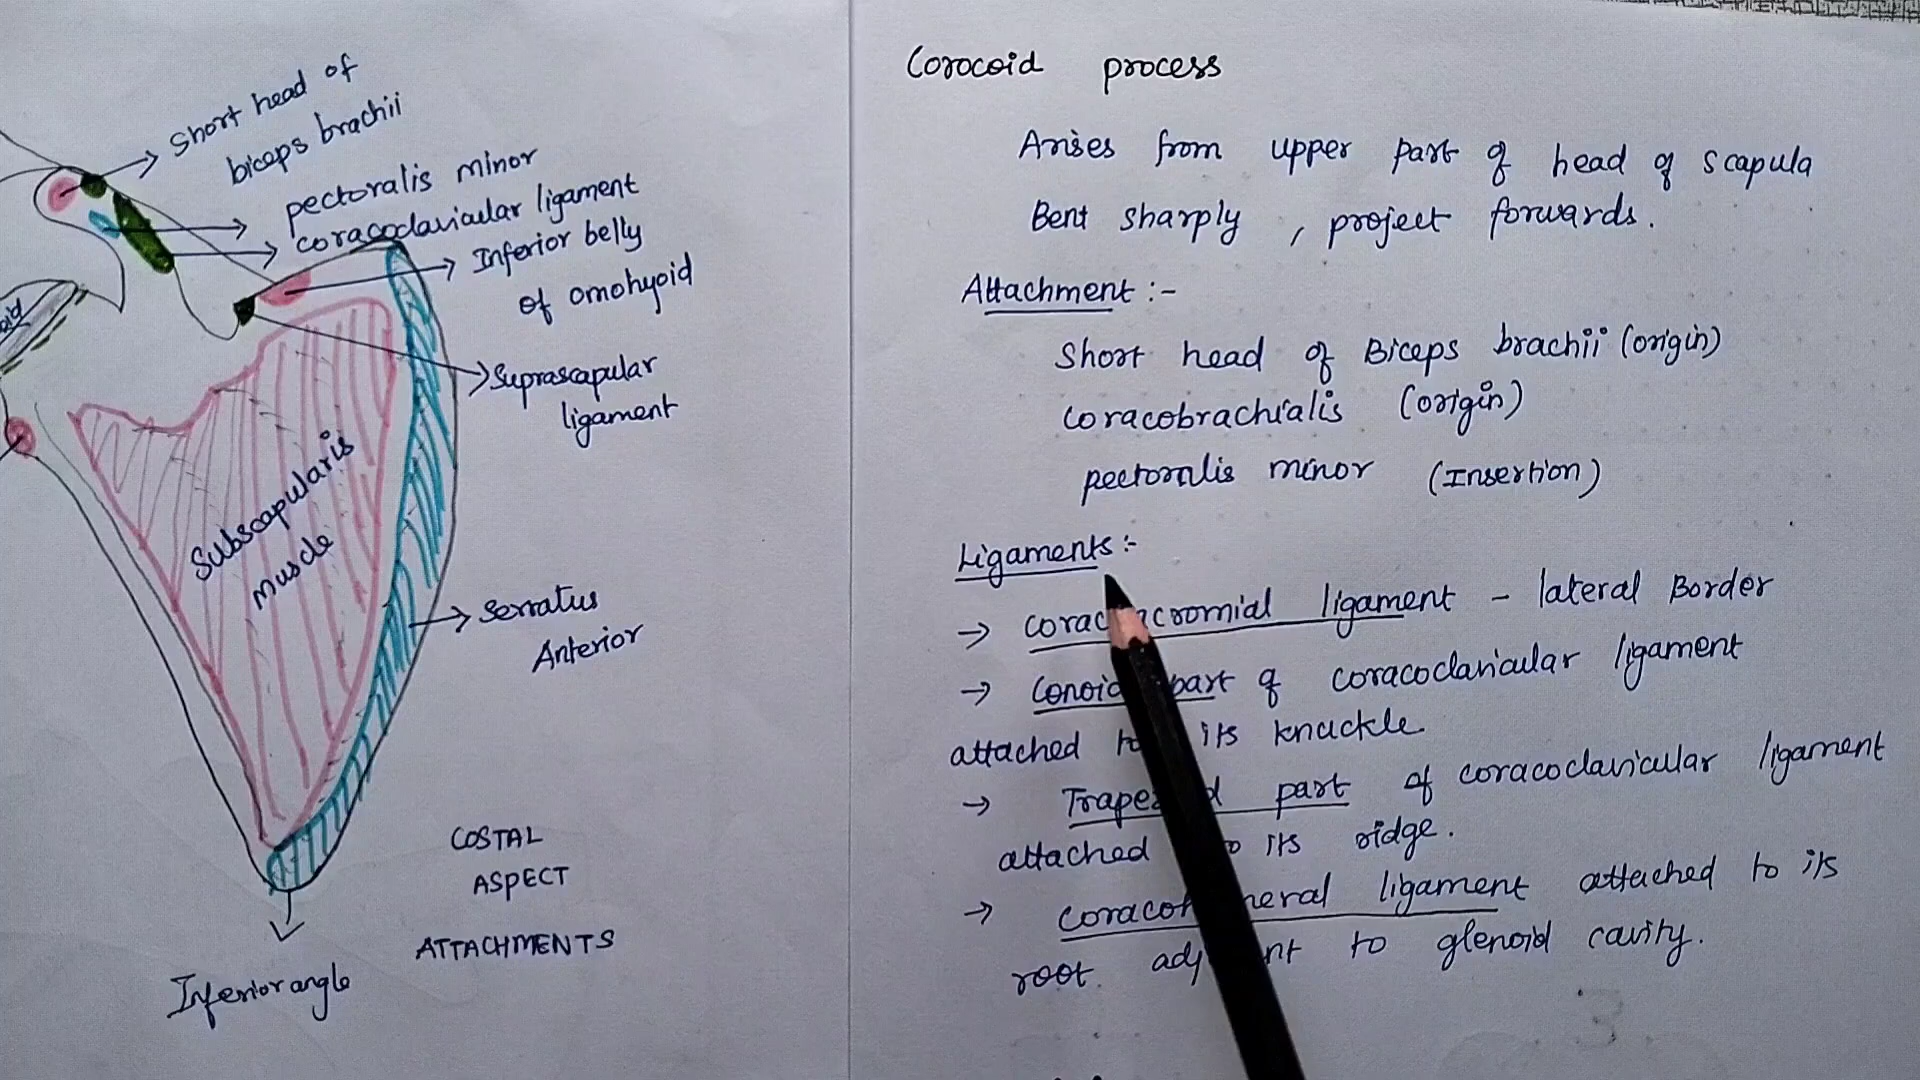 Short head of
biceps brachii
pectoralis minor
coracoclavicular ligament
Inferior belly
of omohyoid
Suprascapular
ligament
Subscapularis
muscle
Serratus
Anterior
COSTAL
ASPECT
ATTACHMENTS
Inferior angle
Corocoid process
Arises from upper part of head of scapula
Bent sharply , project forwards.
Attachment :-
Short head of Biceps brachii (origin)
coracobrachialis (origin)
pectoralis minor (Insertion)
Ligaments :-
→ ligament - lateral Border
→ part of coracoclavicular ligament
attached its knuckle.
→ part of coracoclavicular ligament
attached its ridge.
→ ligament attached to its
root to glenoid cavity.